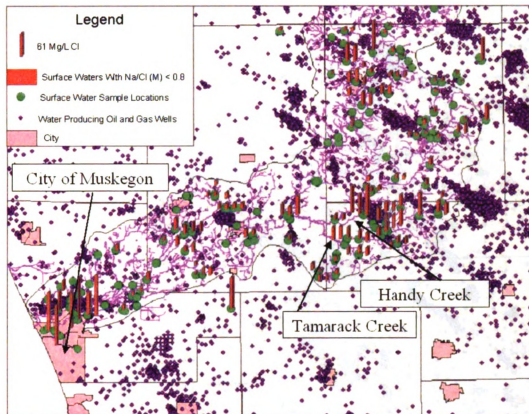 Legend
61 Mg/L Cl
Surface Waters With Na/Cl (M) < 0.8
Surface Water Sample Locations
Water Producing Oil and Gas Wells
City
City of Muskegon
Handy Creek
Tamarack Creek